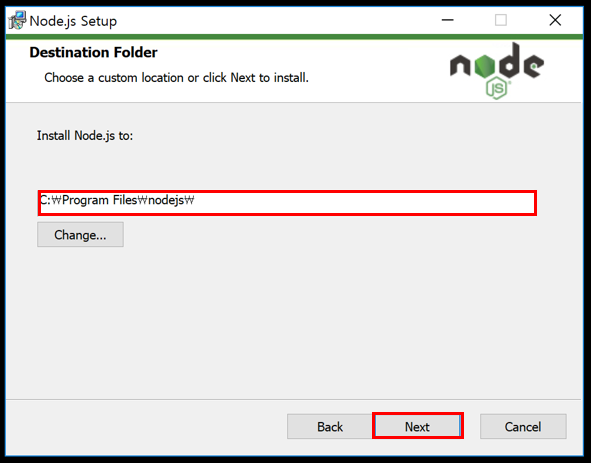 Node.js Setup
Destination Folder
Choose a custom location or click Next to install.
node
JS
Install Node.js to:
C:₩Program Files₩nodejs₩
Change...
Back
Next
Cancel